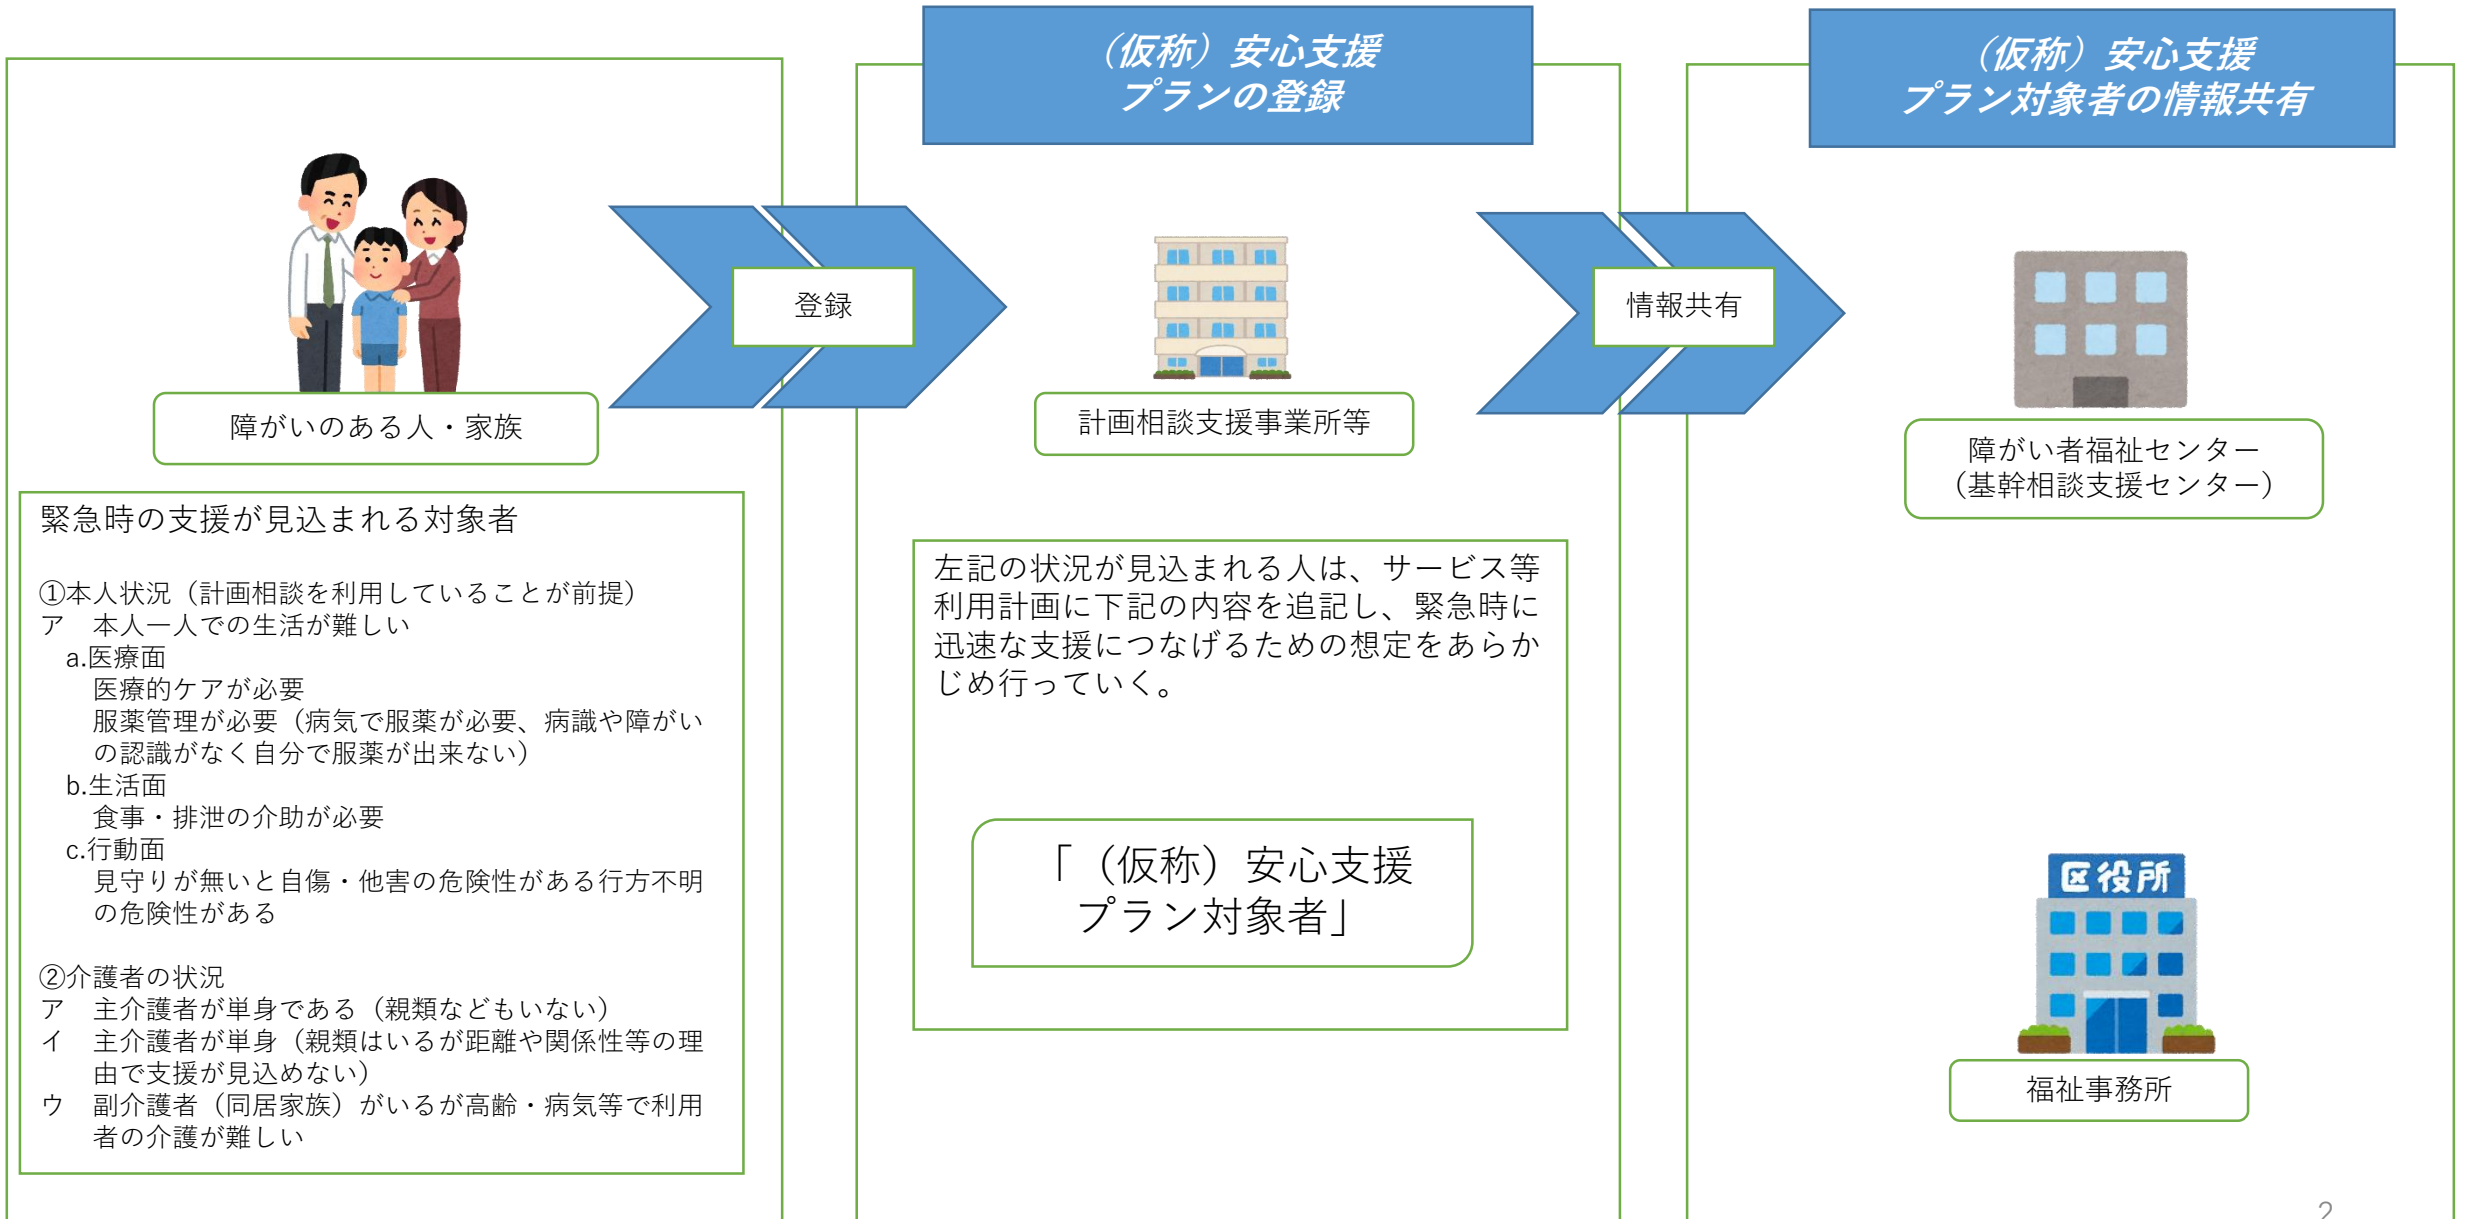 （仮称）安心支援
プランの登録
（仮称）安心支援
プラン対象者の情報共有
登録
情報共有
障がいのある人・家族
計画相談支援事業所等
障がい者福祉センター
（基幹相談支援センター）
緊急時の支援が見込まれる対象者
①本人状況（計画相談を利用していることが前提）
ア　本人一人での生活が難しい
a.医療面
医療的ケアが必要
服薬管理が必要（病気で服薬が必要、病識や障がい
の認識がなく自分で服薬が出来ない）
b.生活面
食事・排泄の介助が必要
c.行動面
見守りが無いと自傷・他害の危険性がある行方不明
の危険性がある
②介護者の状況
ア　主介護者が単身である（親類などもいない）
イ　主介護者が単身（親類はいるが距離や関係性等の理
由で支援が見込めない）
ウ　副介護者（同居家族）がいるが高齢・病気等で利用
者の介護が難しい
左記の状況が見込まれる人は、サービス等
利用計画に下記の内容を追記し、緊急時に
迅速な支援につなげるための想定をあらか
じめ行っていく。
「（仮称）安心支援
プラン対象者」
区役所
福祉事務所
2